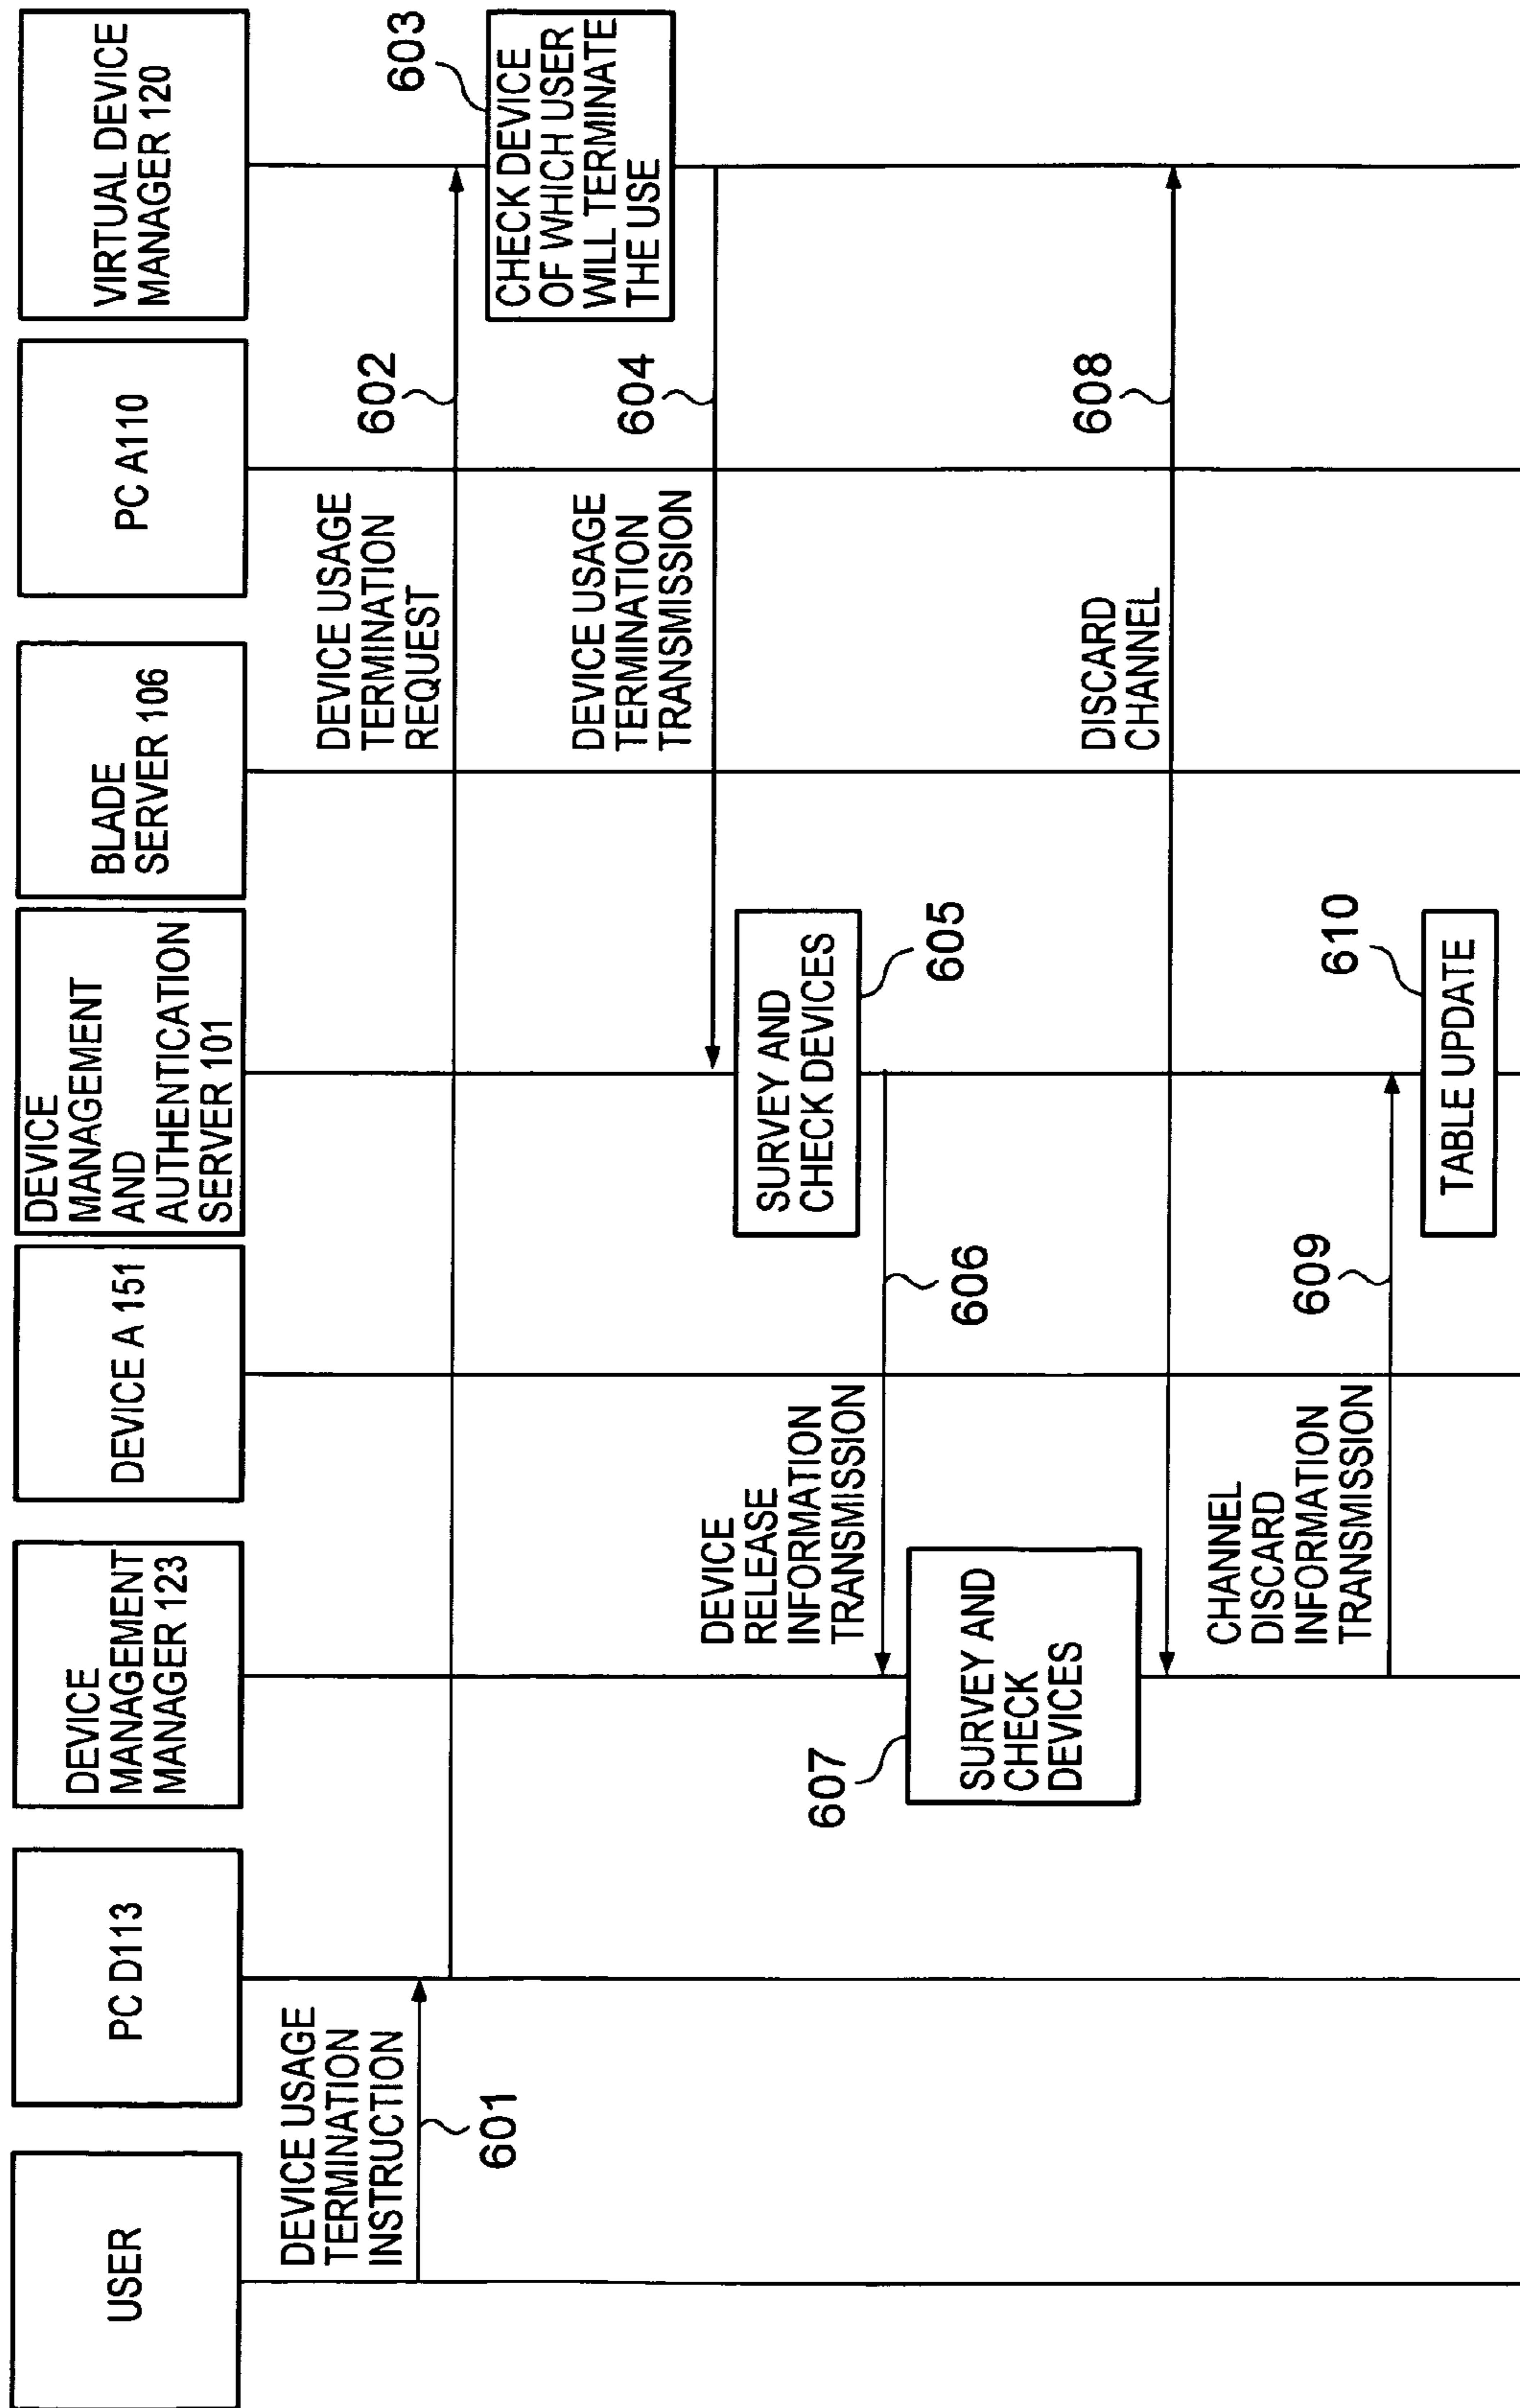 USER
PC D113
DEVICE
MANAGEMENT
MANAGER 123
DEVICE A 151
DEVICE
MANAGEMENT
AND
AUTHENTICATION
SERVER 101
BLADE
SERVER 106
PC A110
VIRTUAL DEVICE
MANAGER 120
DEVICE USAGE
TERMINATION
INSTRUCTION
601
DEVICE USAGE
TERMINATION
REQUEST
602
603
CHECK DEVICE
OF WHICH USER
WILL TERMINATE
THE USE
DEVICE USAGE
TERMINATION
TRANSMISSION
604
SURVEY AND
CHECK DEVICES
605
DEVICE
RELEASE
INFORMATION
TRANSMISSION
606
607
SURVEY AND
CHECK
DEVICES
DISCARD
CHANNEL
608
CHANNEL
DISCARD
INFORMATION
TRANSMISSION
609
610
TABLE UPDATE